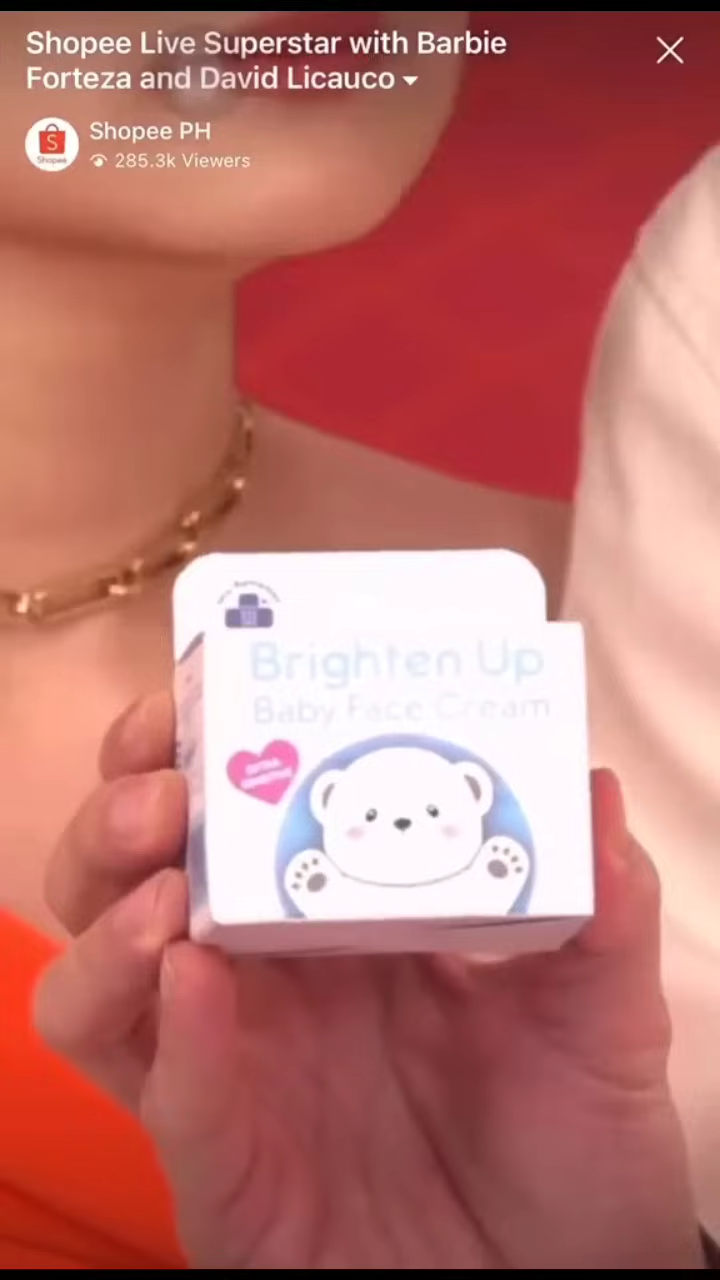 Shopee Live Superstar with Barbie
Forteza and David Licauco
Shopee PH
Shopee
285.3k Viewers
Brighten Up
Baby Face Cream